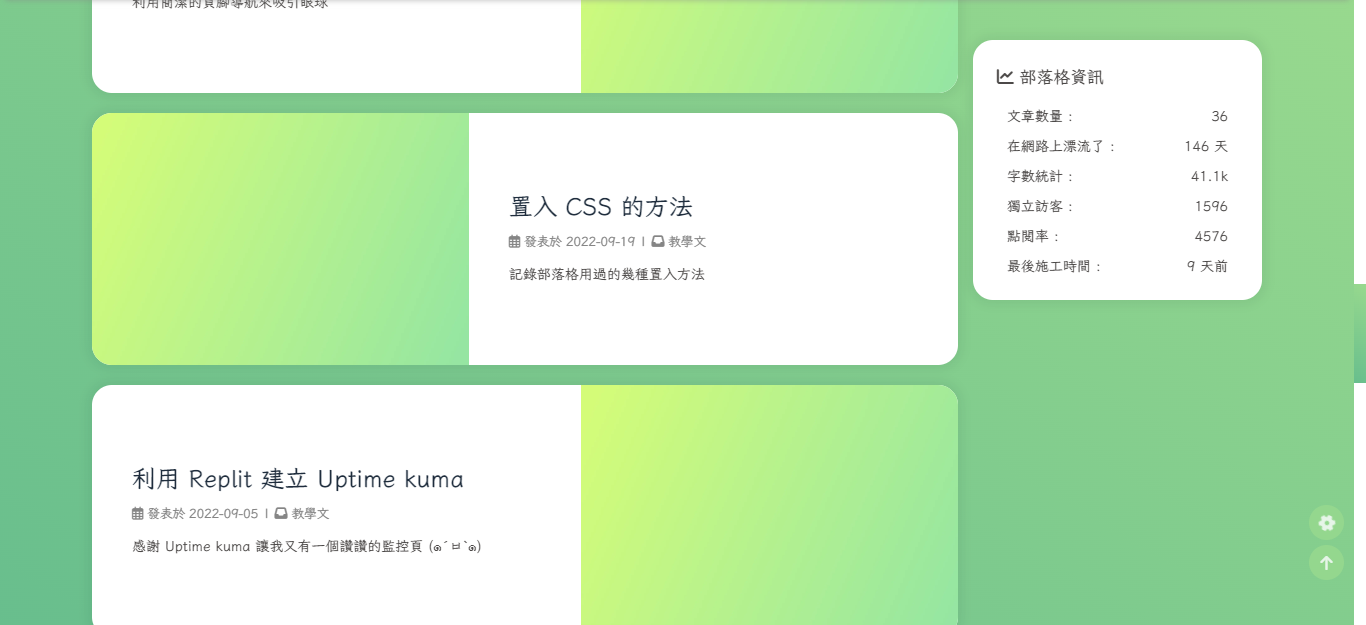 利用簡潔的頁腳導航來吸引眼球
置入 CSS 的方法
發表於 2022-09-19 | 教學文
記錄部落格用過的幾種置入方法
利用 Replit 建立 Uptime kuma
發表於 2022-09-05 | 教學文
感謝 Uptime kuma 讓我又有一個讚讚的監控頁 (๑´ㅂ`๑)
部落格資訊
文章數量 : 36
在網路上漂流了 : 146 天
字數統計 : 41.1k
獨立訪客 : 1596
點閱率 : 4576
最後施工時間 : 9 天前